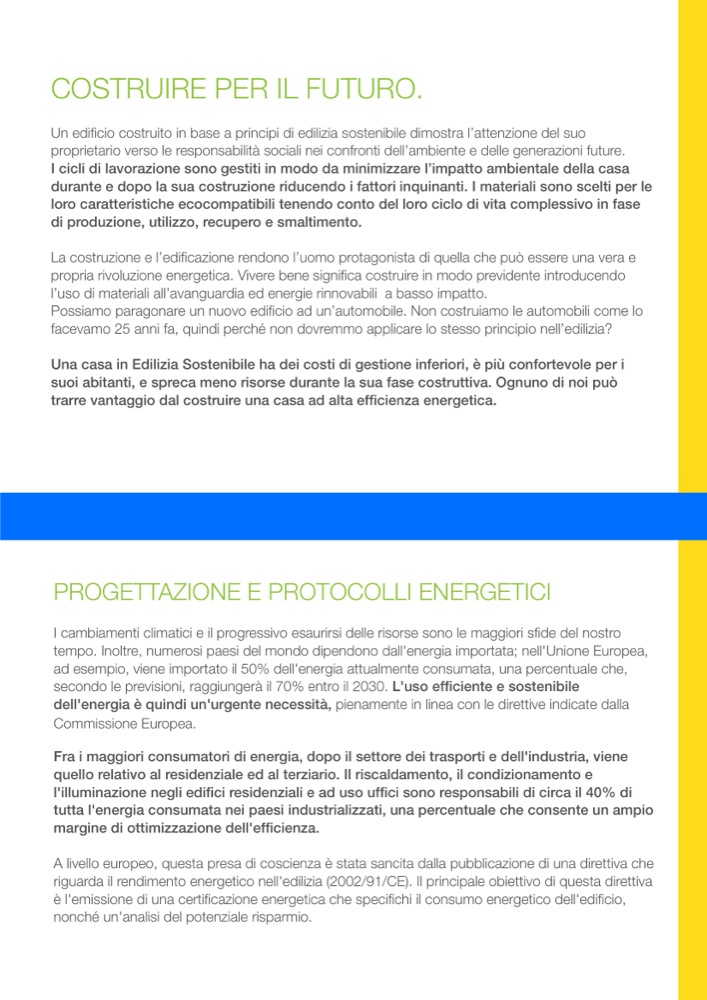 COSTRUIRE PER IL FUTURO.
Un edificio costruito in base a principi di edilizia sostenibile dimostra l'attenzione del suo
proprietario verso le responsabilità sociali nei confronti dell'ambiente e delle generazioni future.
I cicli di lavorazione sono gestiti in modo da minimizzare l'impatto ambientale della casa
durante e dopo la sua costruzione riducendo i fattori inquinanti. I materiali sono scelti per le
loro caratteristiche ecocompatibili tenendo conto del loro ciclo di vita complessivo in fase
di produzione, utilizzo, recupero e smaltimento.
La costruzione e l'edificazione rendono l'uomo protagonista di quella che può essere una vera e
propria rivoluzione energetica. Vivere bene significa costruire in modo previdente introducendo
l'uso di materiali all'avanguardia ed energie rinnovabili  a basso impatto.
Possiamo paragonare un nuovo edificio ad un'automobile. Non costruiamo le automobili come lo
facevamo 25 anni fa, quindi perché non dovremmo applicare lo stesso principio nell'edilizia?
Una casa in Edilizia Sostenibile ha dei costi di gestione inferiori, è più confortevole per i
suoi abitanti, e spreca meno risorse durante la sua fase costruttiva. Ognuno di noi può
trarre vantaggio dal costruire una casa ad alta efficienza energetica.
PROGETTAZIONE E PROTOCOLLI ENERGETICI
I cambiamenti climatici e il progressivo esaurirsi delle risorse sono le maggiori sfide del nostro
tempo. Inoltre, numerosi paesi del mondo dipendono dall'energia importata; nell'Unione Europea,
ad esempio, viene importato il 50% dell'energia attualmente consumata, una percentuale che,
secondo le previsioni, raggiungerà il 70% entro il 2030. L'uso efficiente e sostenibile
dell'energia è quindi un'urgente necessità, pienamente in linea con le direttive indicate dalla
Commissione Europea.
Fra i maggiori consumatori di energia, dopo il settore dei trasporti e dell'industria, viene
quello relativo al residenziale ed al terziario. Il riscaldamento, il condizionamento e
l'illuminazione negli edifici residenziali e ad uso uffici sono responsabili di circa il 40% di
tutta l'energia consumata nei paesi industrializzati, una percentuale che consente un ampio
margine di ottimizzazione dell'efficienza.
A livello europeo, questa presa di coscienza è stata sancita dalla pubblicazione di una direttiva che
riguarda il rendimento energetico nell'edilizia (2002/91/CE). Il principale obiettivo di questa direttiva
è l'emissione di una certificazione energetica che specifichi il consumo energetico dell'edificio,
nonché un'analisi del potenziale risparmio.